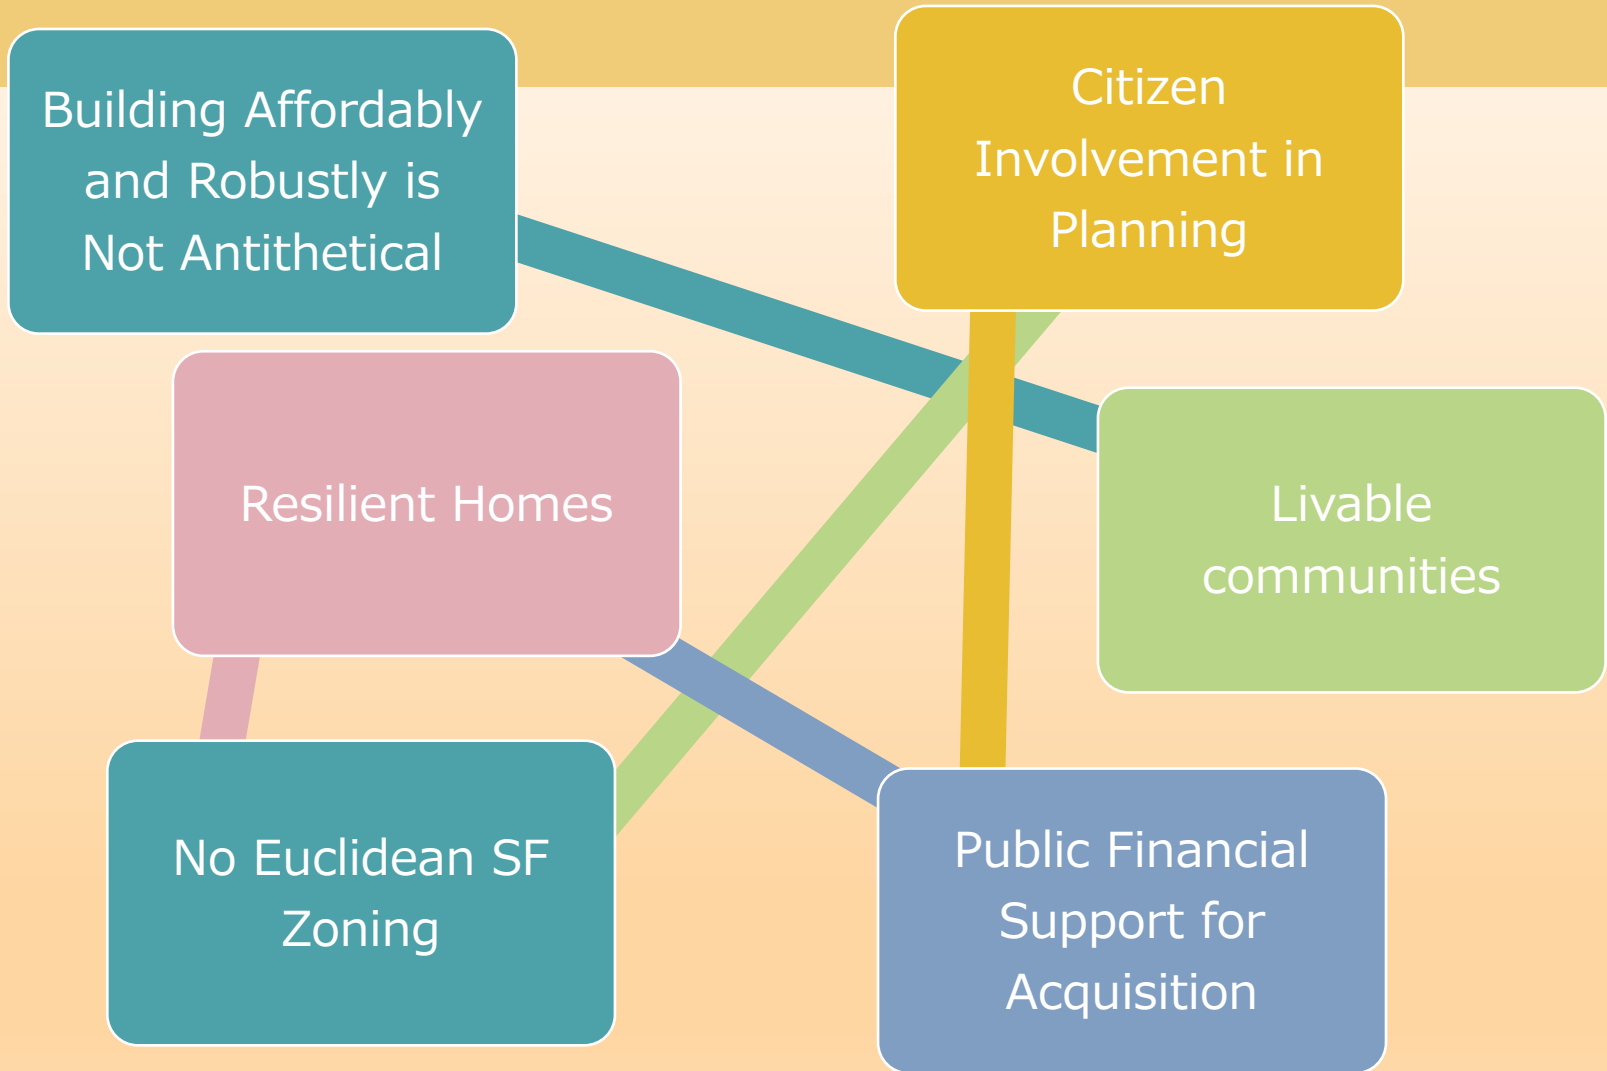 Building Affordably
and Robustly is
Not Antithetical
Citizen
Involvement in
Planning
Resilient Homes
Livable
communities
No Euclidean SF
Zoning
Public Financial
Support for
Acquisition